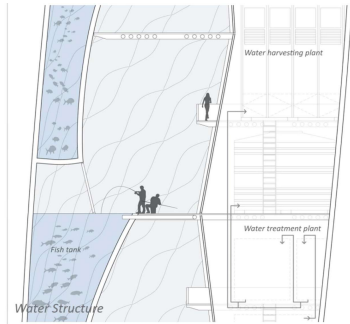 Water harvesting plant
Water treatment plant
Fish tank
Water Structure